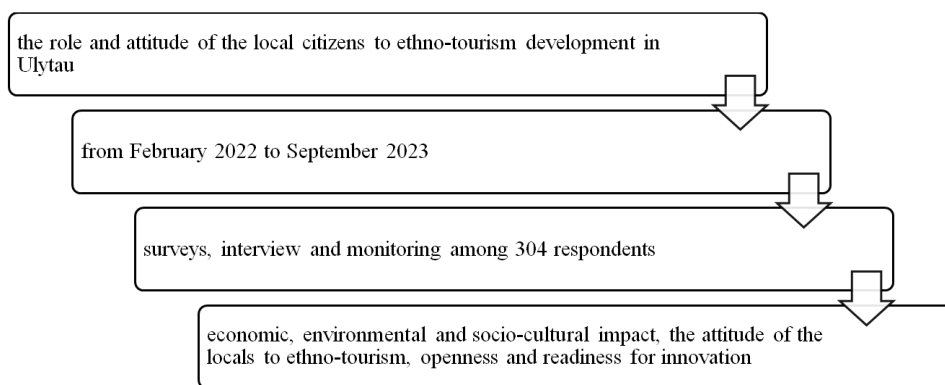 the role and attitude of the local citizens to ethno-tourism development in
Ulytau
from February 2022 to September 2023
surveys, interview and monitoring among 304 respondents
economic, environmental and socio-cultural impact, the attitude of the
locals to ethno-tourism, openness and readiness for innovation